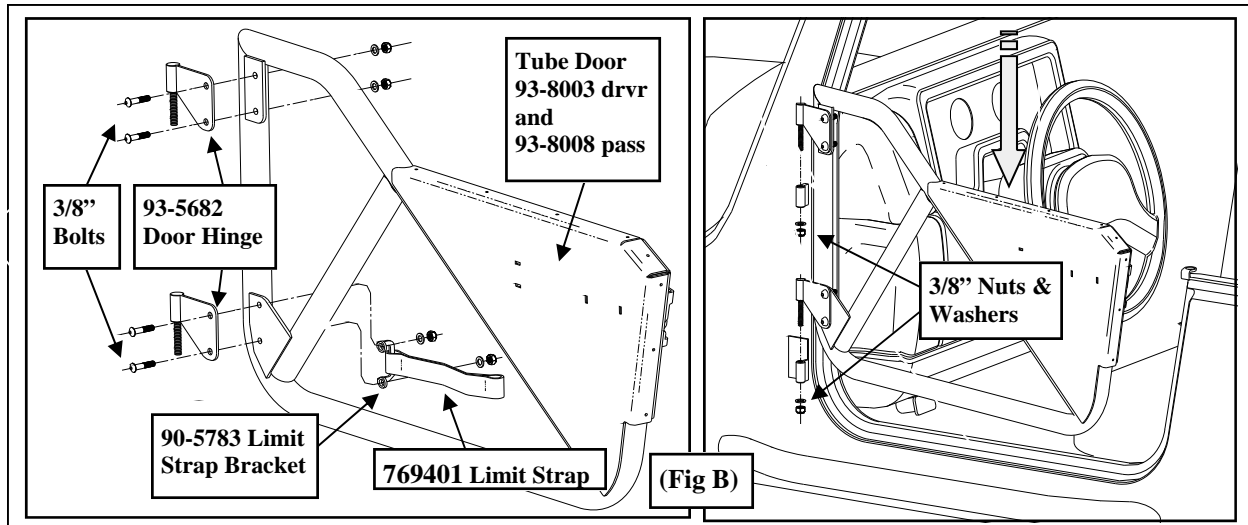 Tube Door
93-8003 drvr
and
93-8008 pass
3/8”
Bolts
93-5682
Door Hinge
90-5783 Limit
Strap Bracket
769401 Limit Strap
(Fig B)
3/8” Nuts &
Washers